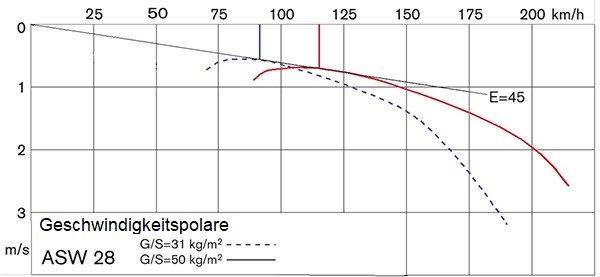 0 25 50 75 100 125 150 175 200 km/h
E=45
1
2
3
m/s
Geschwindigkeitspolare
ASW 28
G/S=31 kg/m²
G/S=50 kg/m²